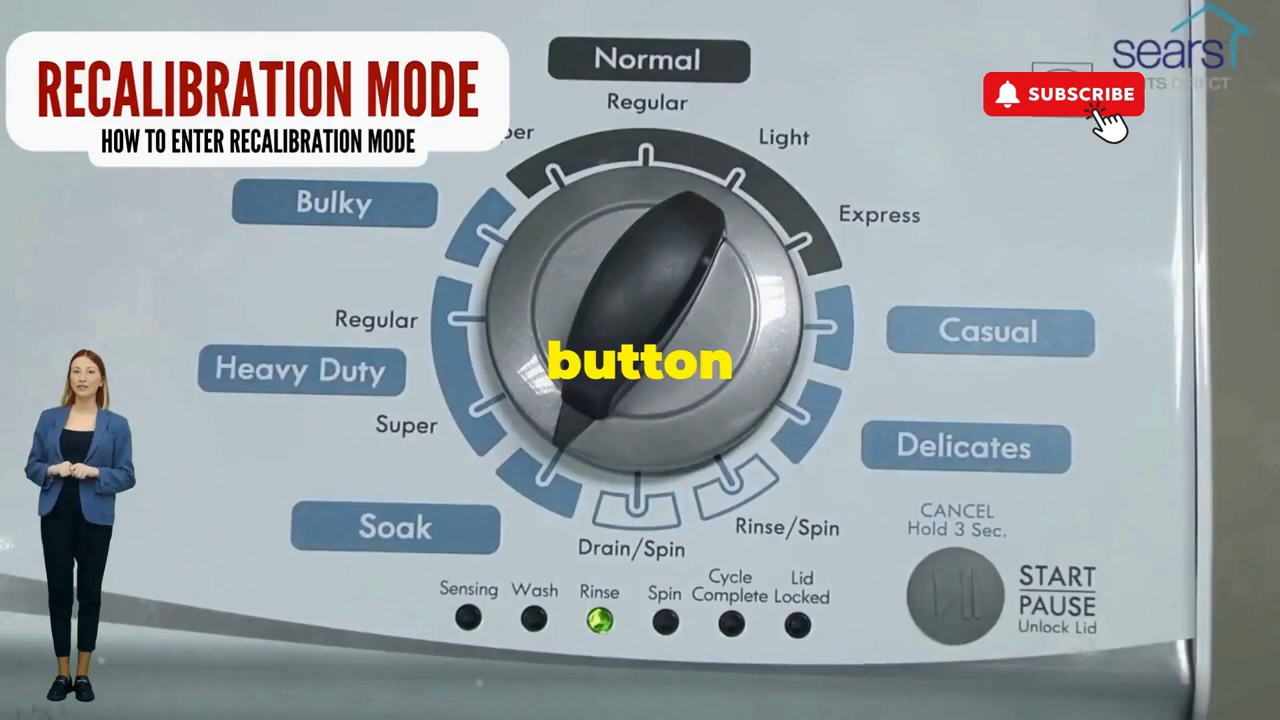 RECALIBRATION MODE
HOW TO ENTER RECALIBRATION MODE
Normal
Regular
Light
Express
sears
SUBSCRIBE
Bulky
Regular
Heavy Duty
Super
button
Casual
Delicates
Soak
Drain/Spin
Rinse/Spin
CANCEL
Hold 3 Sec.
START
PAUSE
Unlock Lid
Sensing
Wash
Rinse
Spin
Cycle
Complete
Lid
Locked